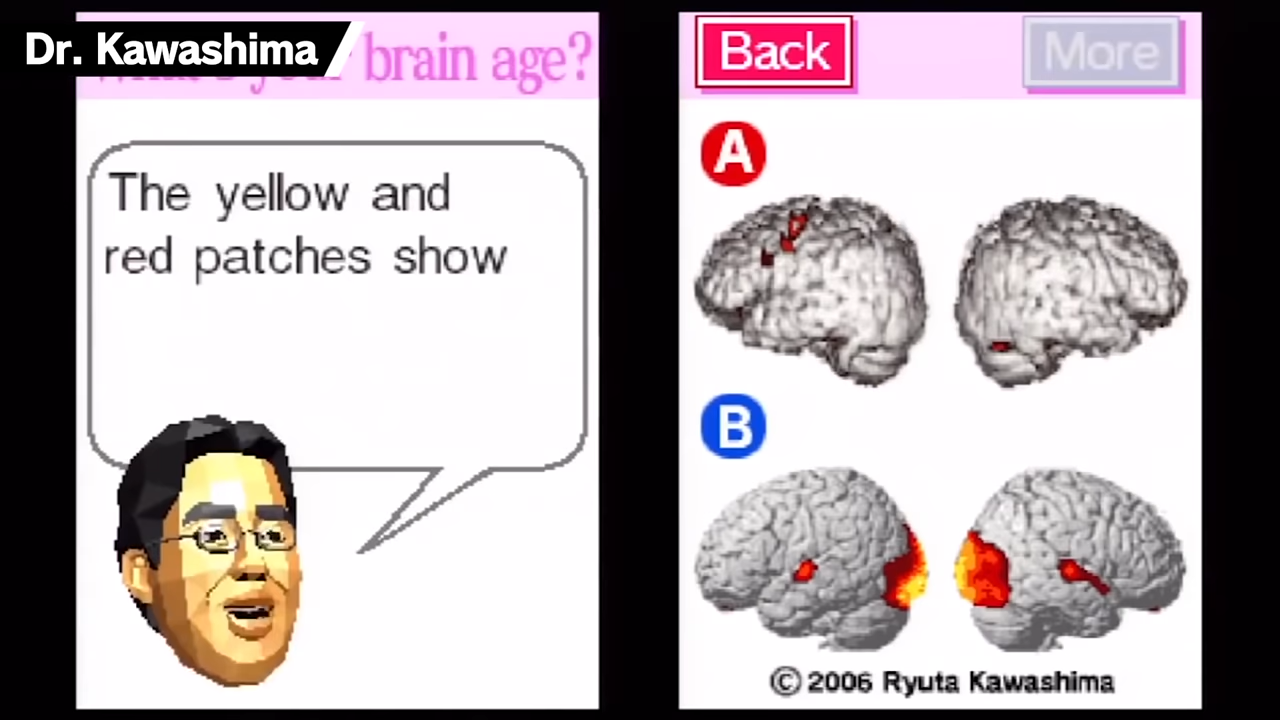 Dr. Kawashima
brain age?
The yellow and
red patches show
Back
More
A
B
© 2006 Ryuta Kawashima